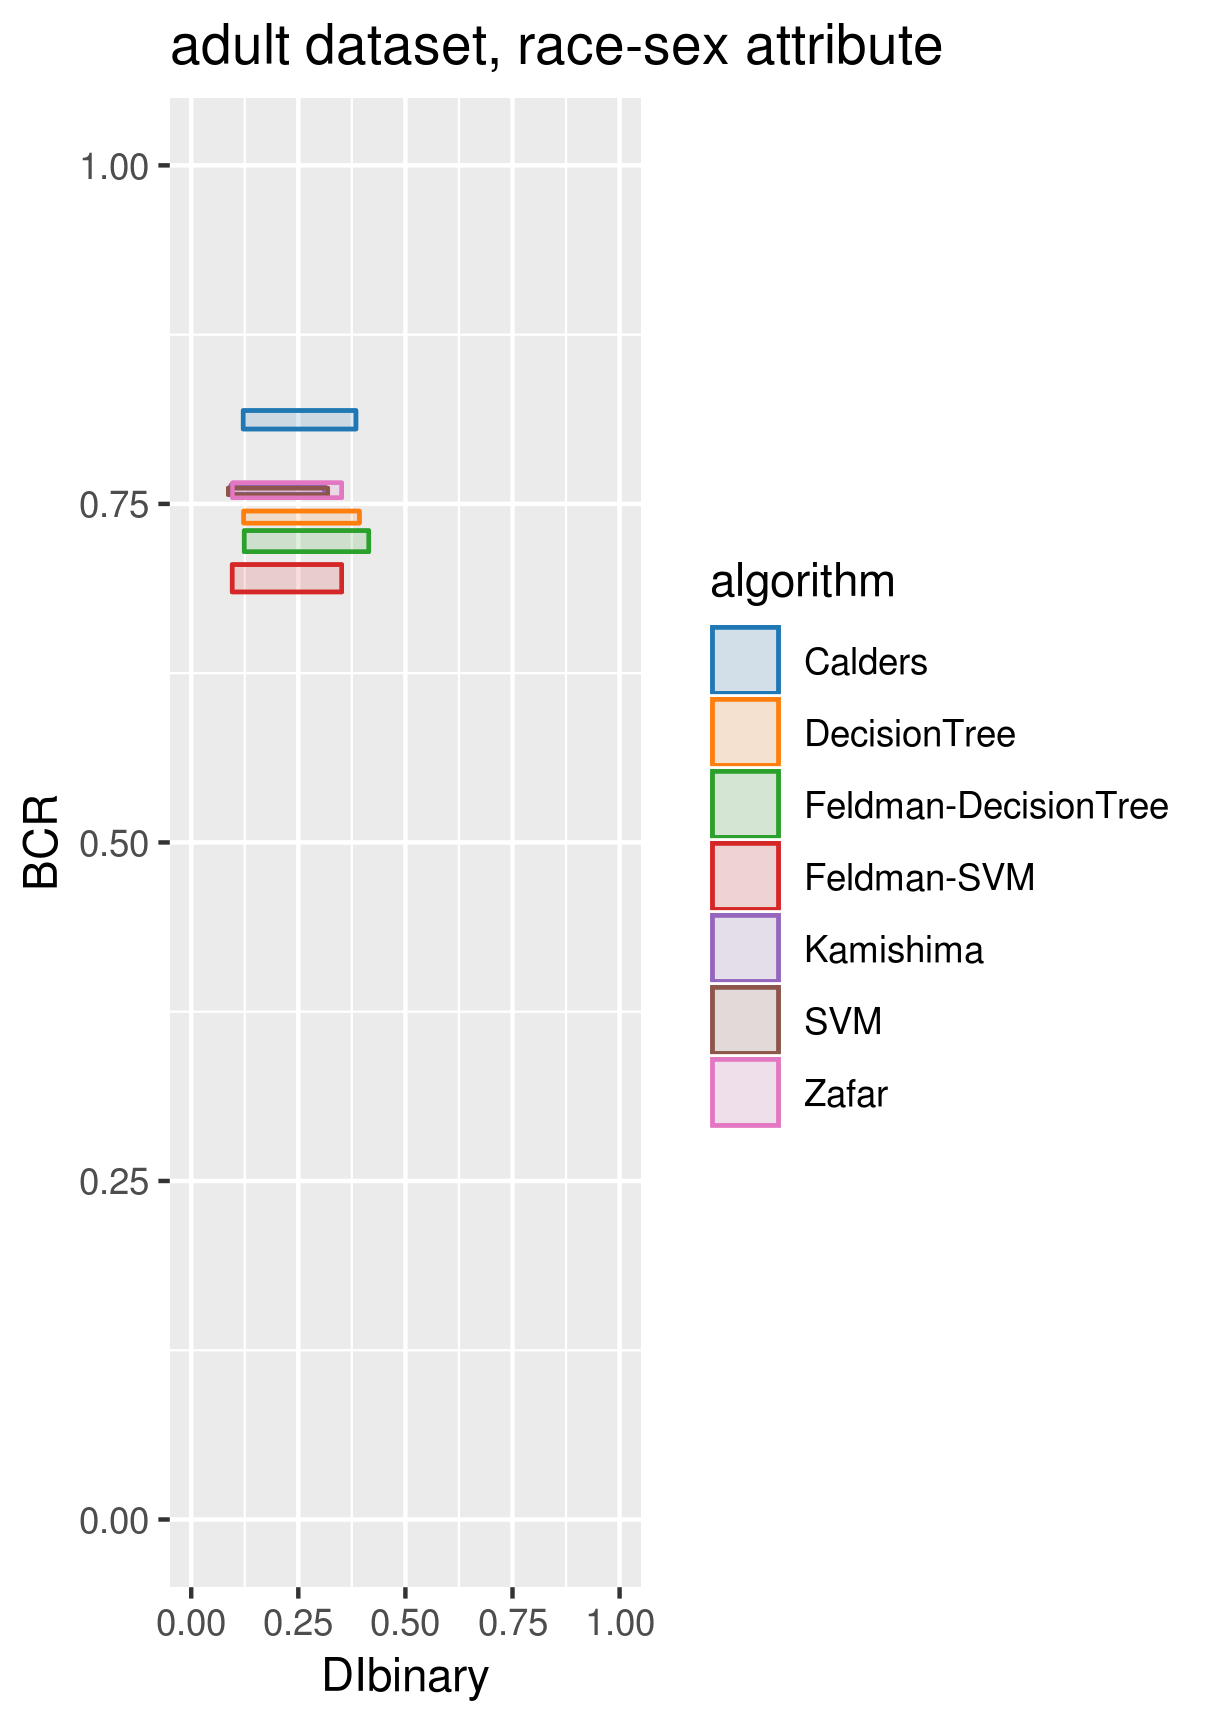 adult dataset, race-sex attribute
1.00
0.75
0.50
0.25
0.00
BCR
0.00 0.25 0.50 0.75 1.00
DIbinary
algorithm
Calders
DecisionTree
Feldman-DecisionTree
Feldman-SVM
Kamishima
SVM
Zafar